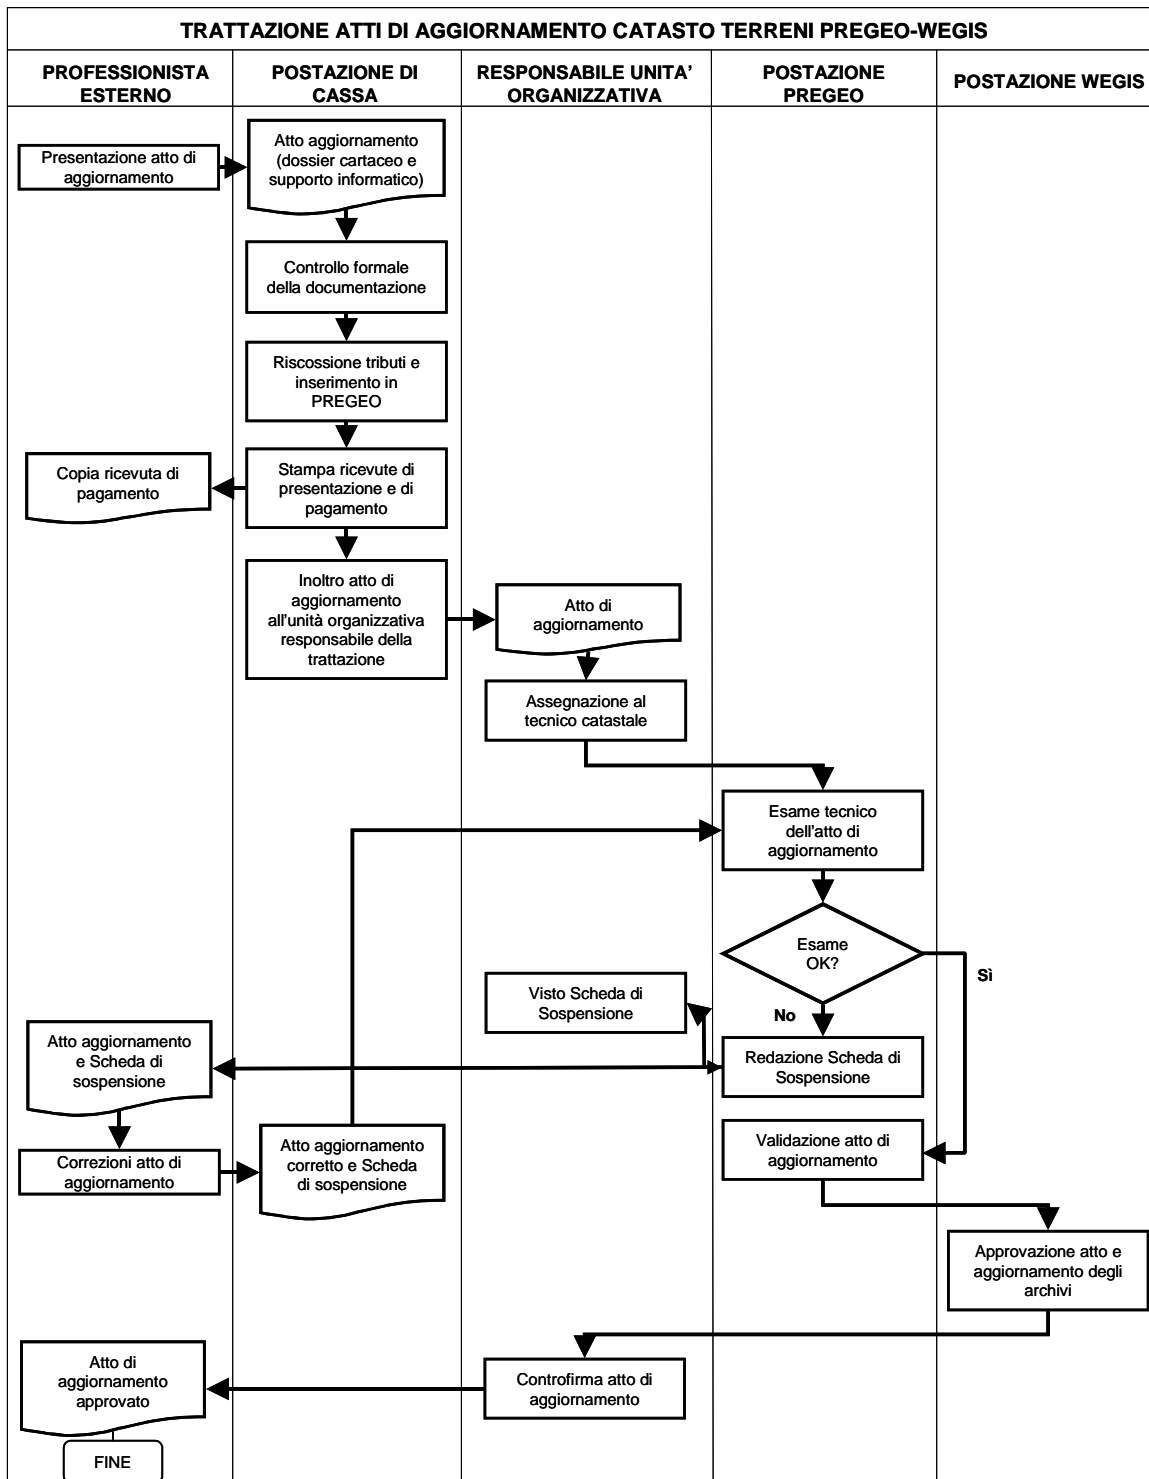 TRATTAZIONE ATTI DI AGGIORNAMENTO CATASTO TERRENI PREGEO-WEGIS
PROFESSIONISTA
ESTERNO
POSTAZIONE DI
CASSA
RESPONSABILE UNITA’
ORGANIZZATIVA
POSTAZIONE
PREGEO
POSTAZIONE WEGIS
Presentazione atto di
aggiornamento
Atto aggiornamento
(dossier cartaceo e
supporto informatico)
Controllo formale
della documentazione
Riscossione tributi e
inserimento in
PREGEO
Copia ricevuta di
pagamento
Stampa ricevute di
presentazione e di
pagamento
Inoltro atto di
aggiornamento
all’unità organizzativa
responsabile della
trattazione
Atto di
aggiornamento
Assegnazione al
tecnico catastale
Esame tecnico
dell’atto di
aggiornamento
Esame
OK?
Sì
No
Visto Scheda di
Sospensione
Redazione Scheda di
Sospensione
Atto aggiornamento
e Scheda di
sospensione
Correzioni atto di
aggiornamento
Atto aggiornamento
corretto e Scheda
di sospensione
Validazione atto di
aggiornamento
Approvazione atto e
aggiornamento degli
archivi
Controfirma atto di
aggiornamento
Atto di
aggiornamento
approvato
FINE